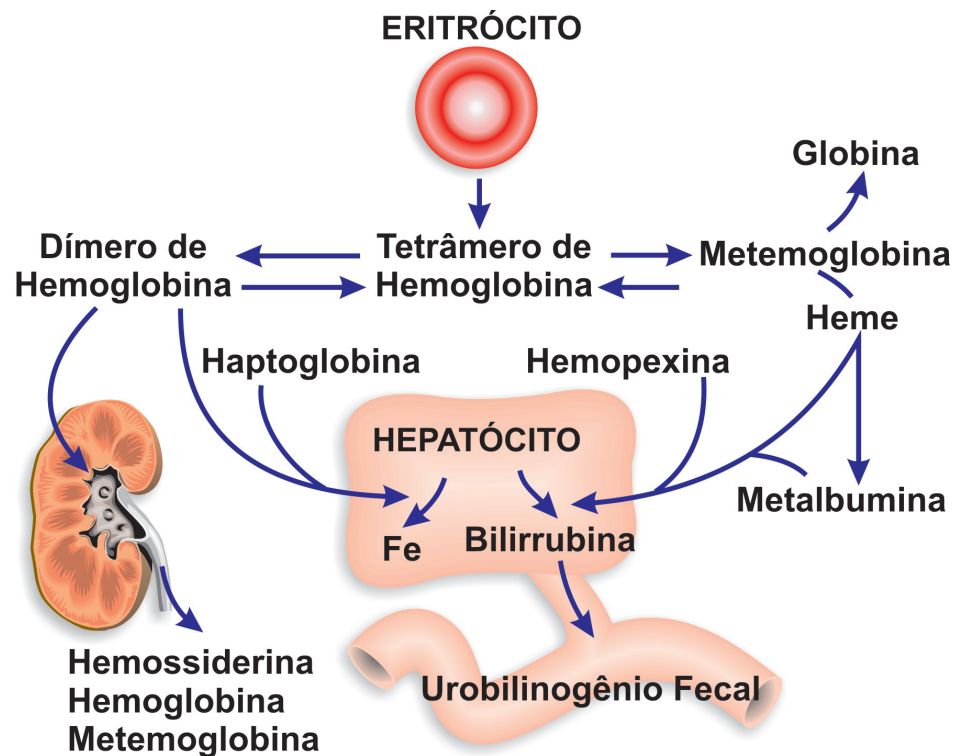 ERITRÓCITO
Globina
Dímero de
Hemoglobina
Tetrâmero de
Hemoglobina
Metemoglobina
Heme
Haptoglobina
Hemopexina
HEPATÓCITO
Metalbumina
Fe
Bilirrubina
Hemossiderina
Hemoglobina
Metemoglobina
Urobilinogênio Fecal